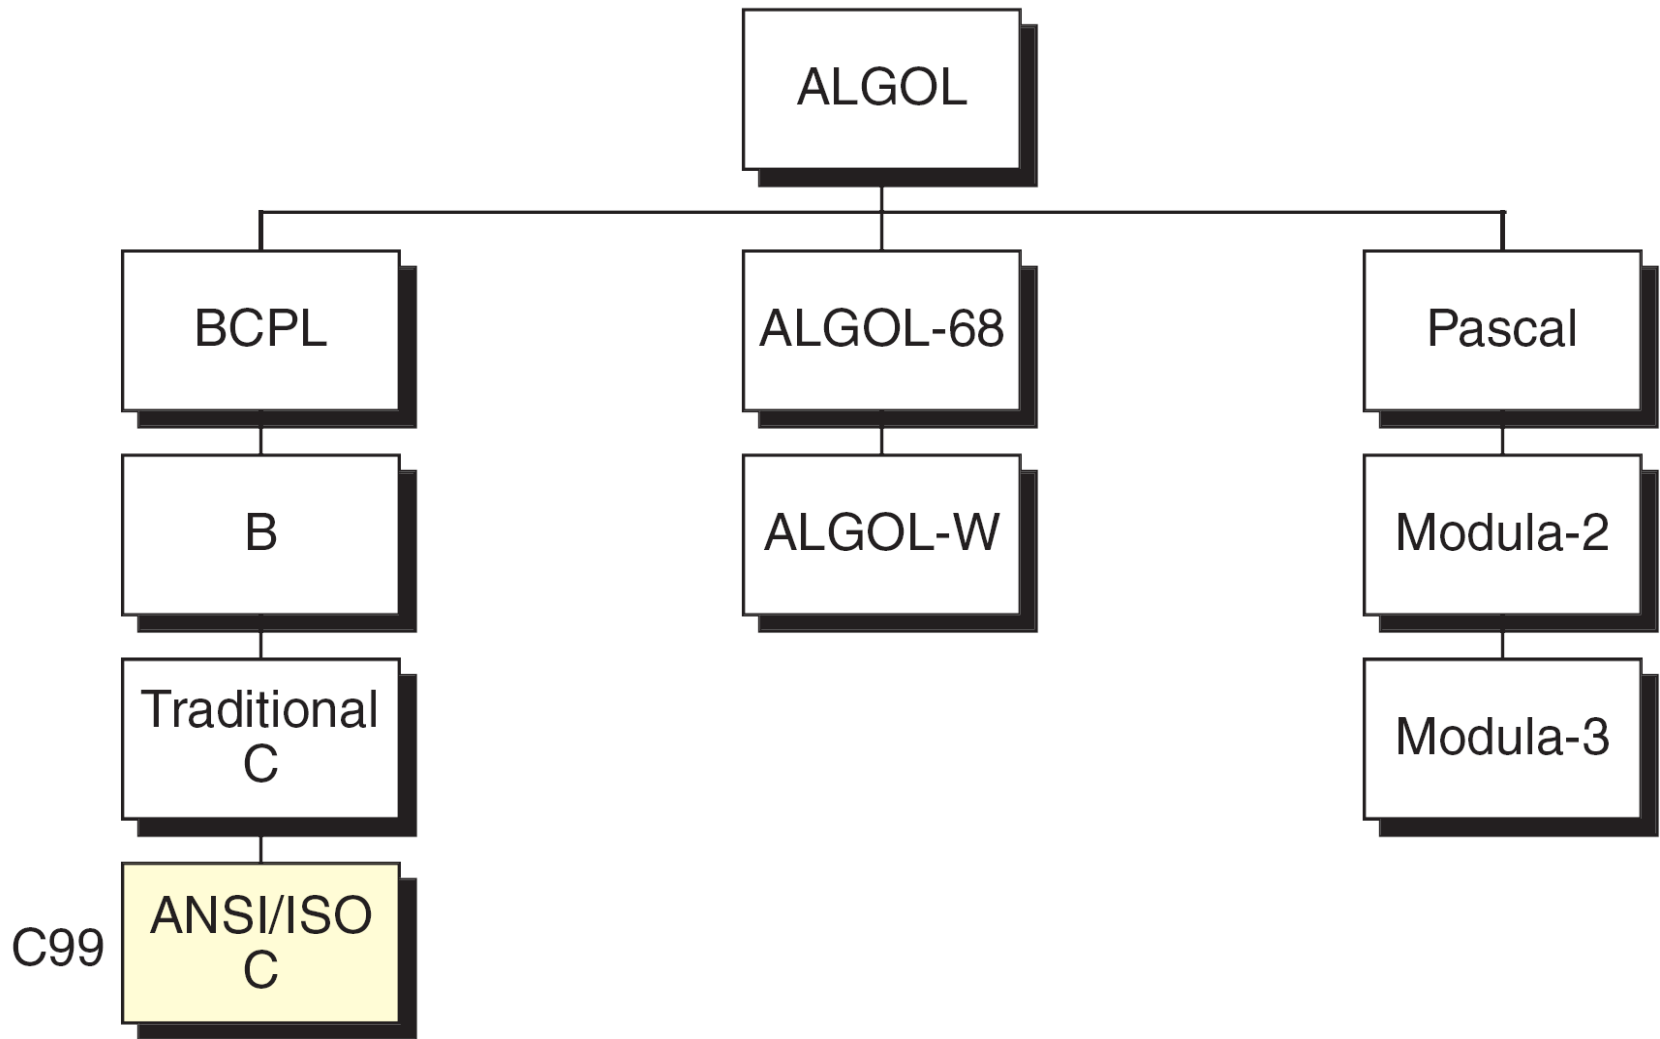 ALGOL
BCPL
ALGOL-68
Pascal
B
ALGOL-W
Modula-2
Traditional
C
Modula-3
C99
ANSI/ISO
C